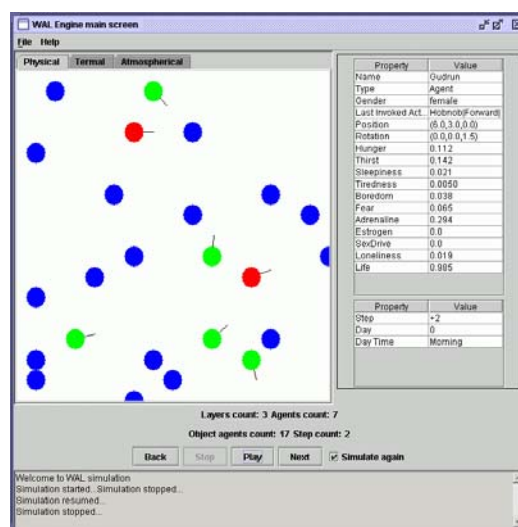 WAL Engine main screen
File Help
Physical Termal Atmospherical
Property Value
Name Gudrun
Type Agent
Gender female
Last Invoked Act... Hobnob(Forward)
Position (6.0,3.0,0.0)
Rotation (0.0,0.0,1.5)
Hunger 0.112
Thirst 0.142
Sleepiness 0.021
Tiredness 0.0050
Boredom 0.038
Fear 0.065
Adrenaline 0.294
Estrogen 0.0
SexDrive 0.0
Loneliness 0.019
Life 0.985
Property Value
Step +2
Day 0
Day Time Morning
Layers count: 3 Agents count: 7
Object agents count: 17 Step count: 2
Back Stop Play Next Simulate again
Welcome to WAL simulation
Simulation started...Simulation stopped...
Simulation resumed...
Simulation stopped...